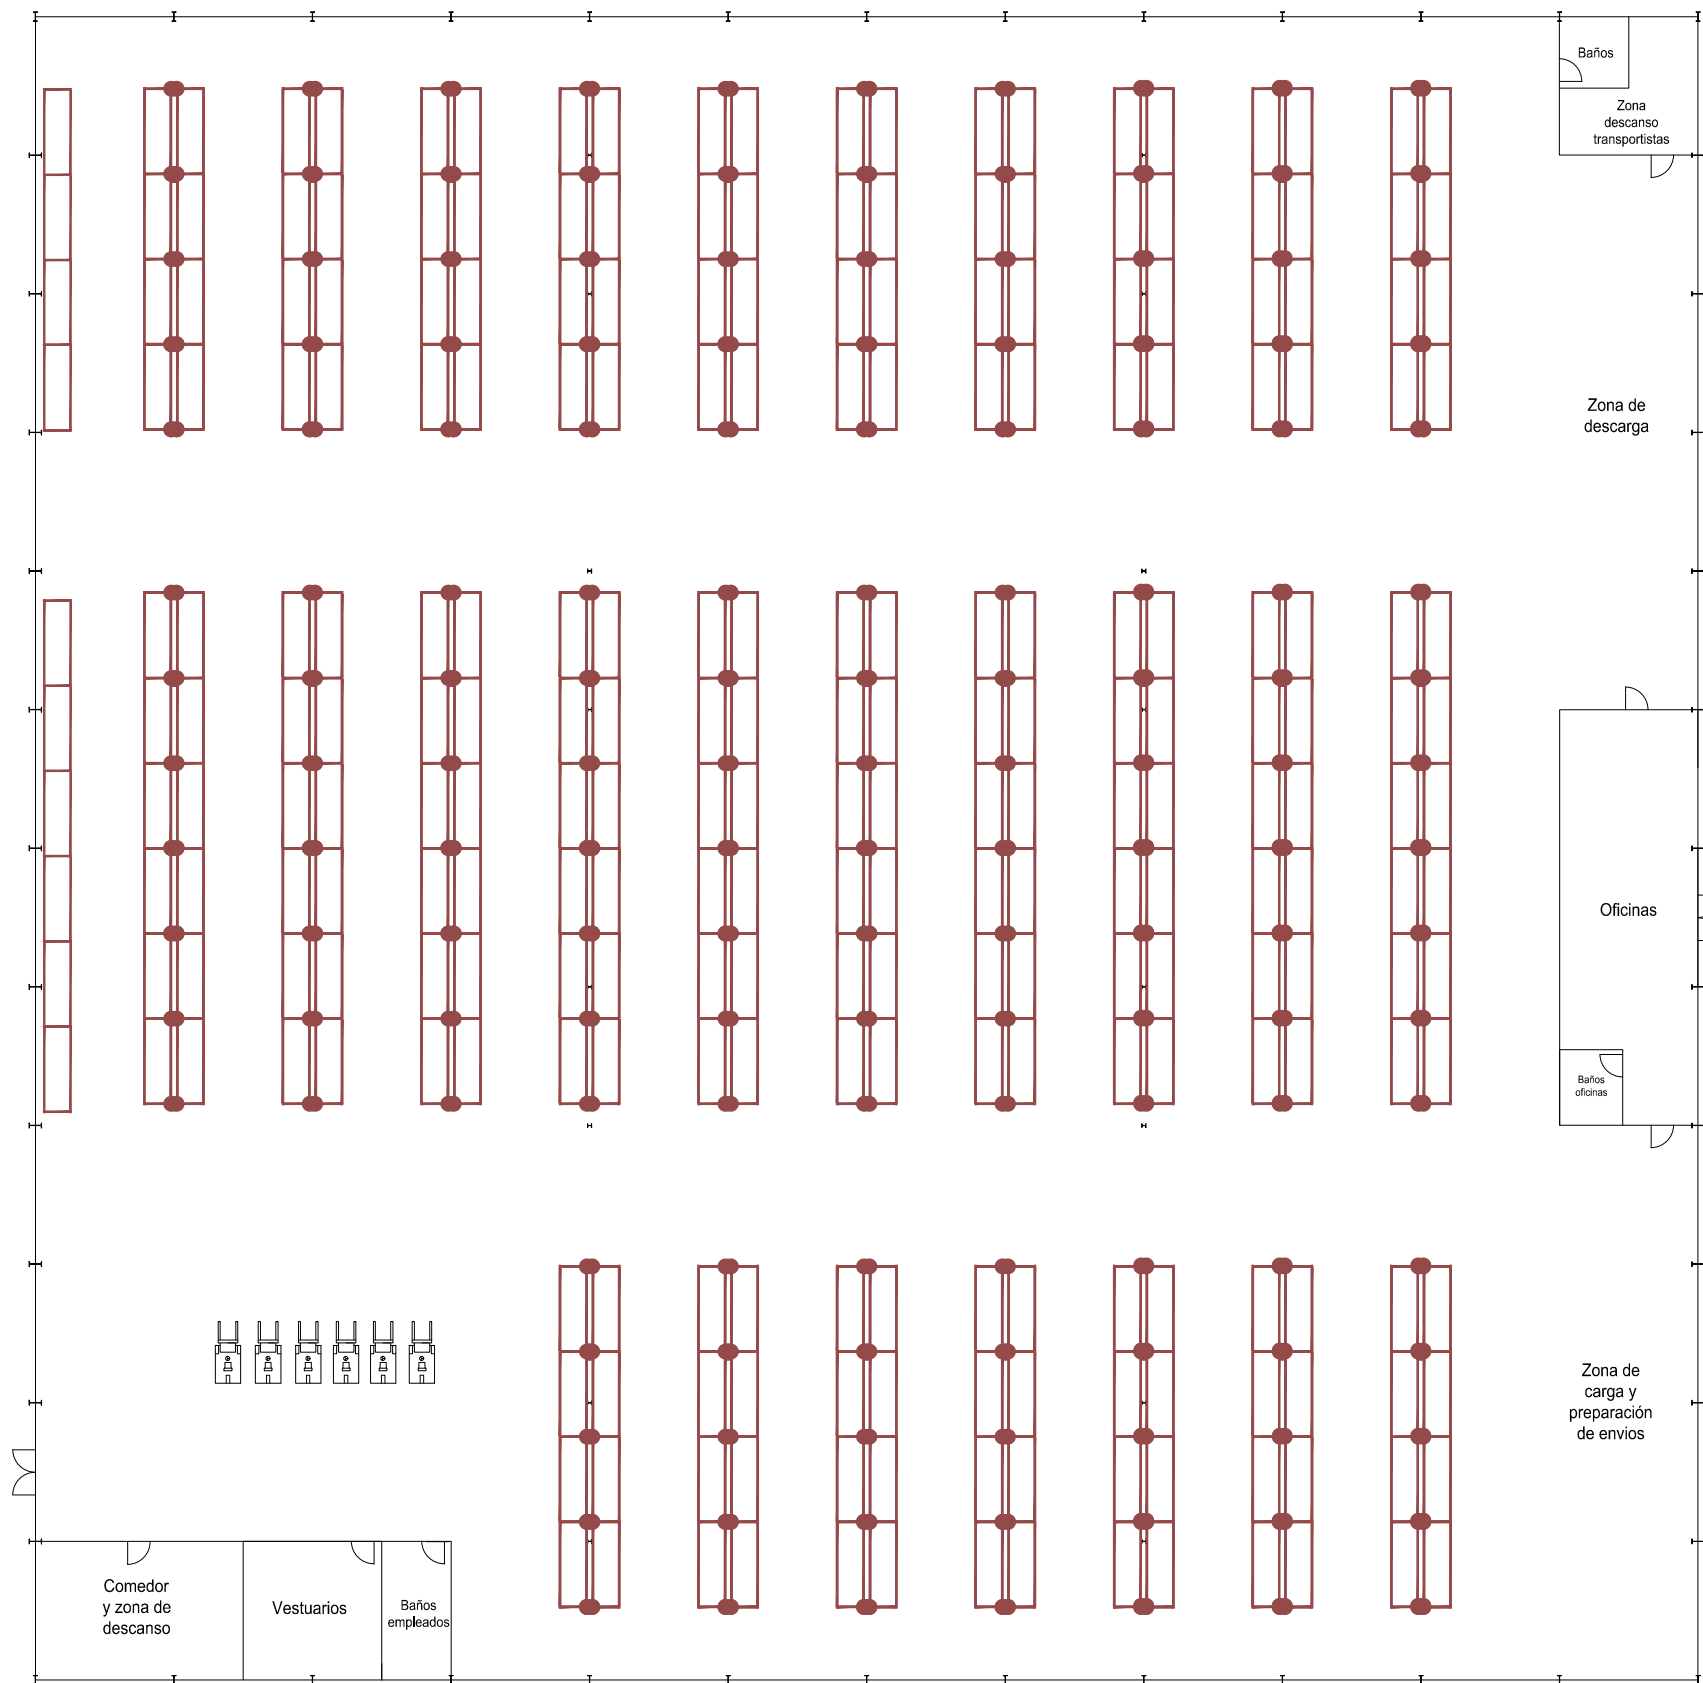 Baños
Zona
descanso
transportistas
Zona de
descarga
Oficinas
Baños
oficinas
Zona de
carga y
preparación
de envios
Comedor
y zona de
descanso
Vestuarios
Baños
empleados